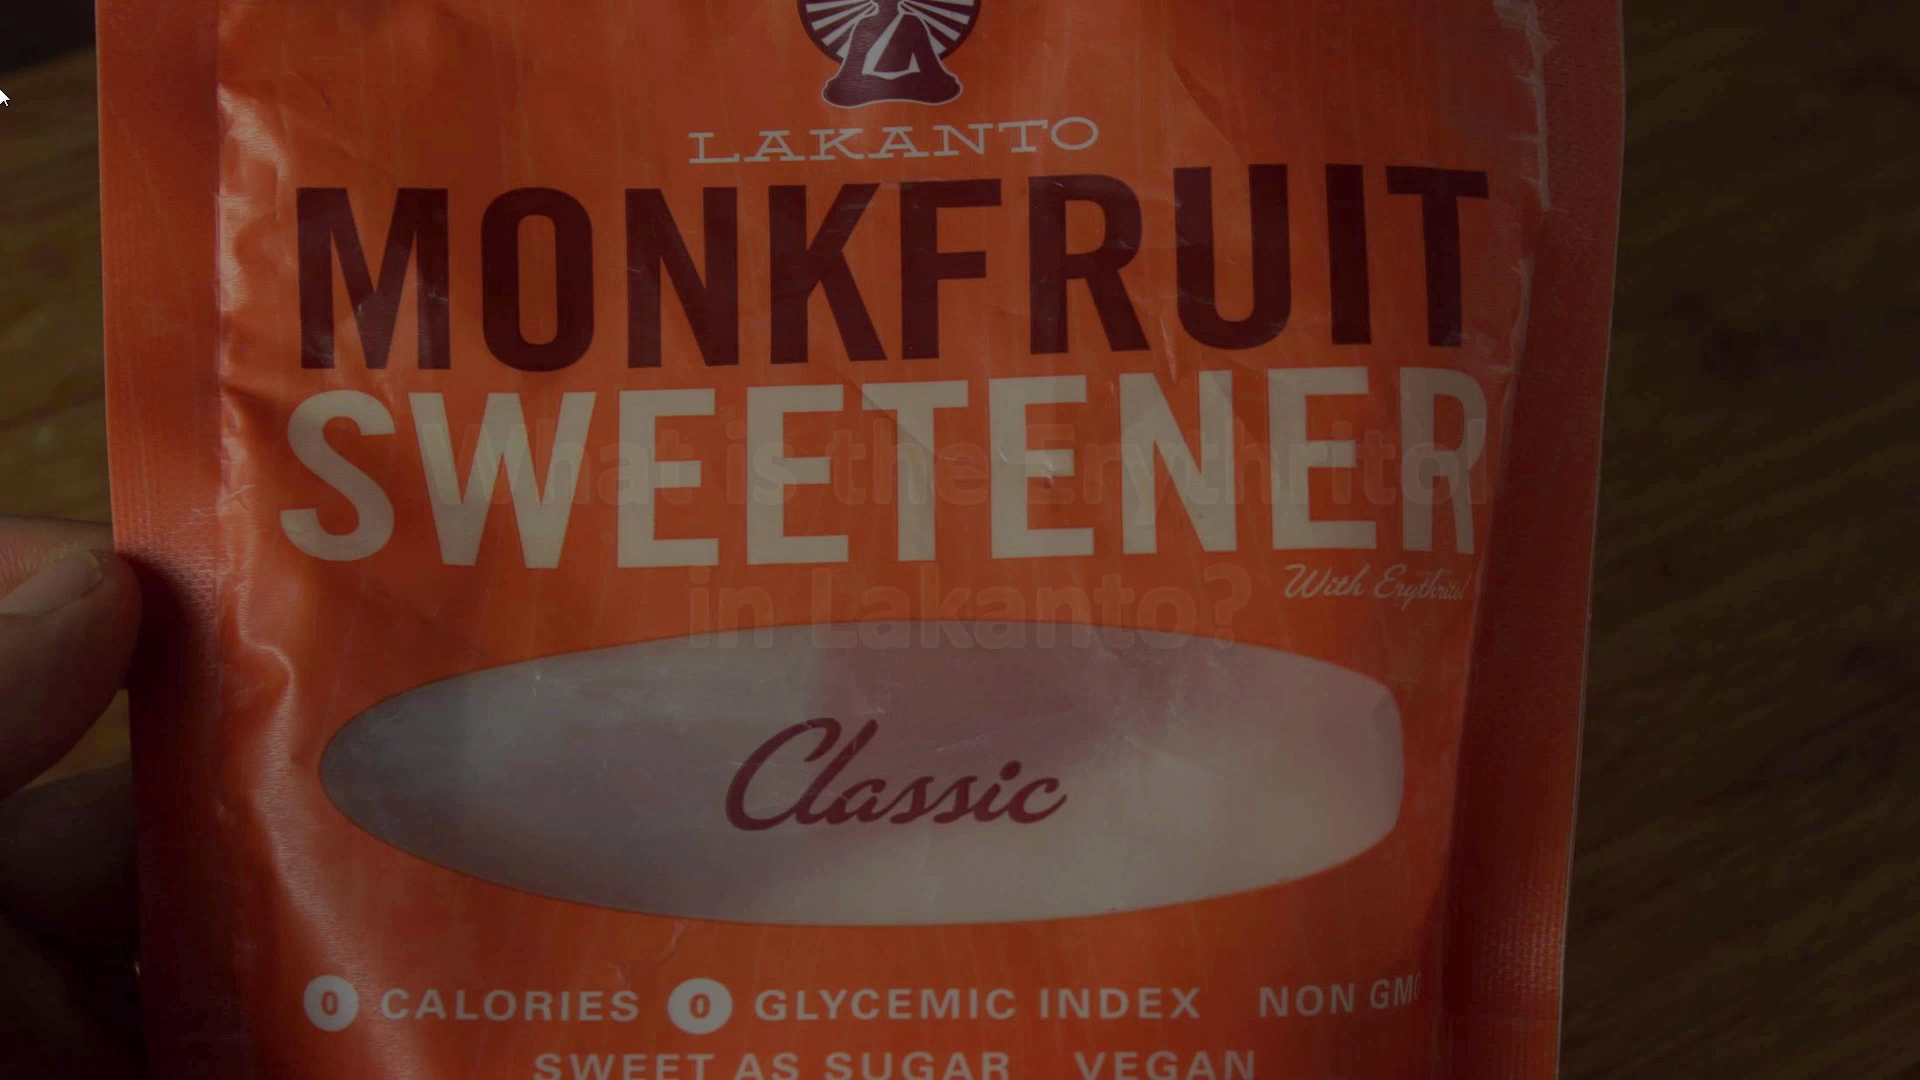 LAKANTO
MONKFRUIT
SWEETENER
What is the Erythritol
With Erythritol
in Lakanto?
Classic
0 CALORIES 0 GLYCEMIC INDEX NON GMO
SWEET AS SUGAR VEGAN